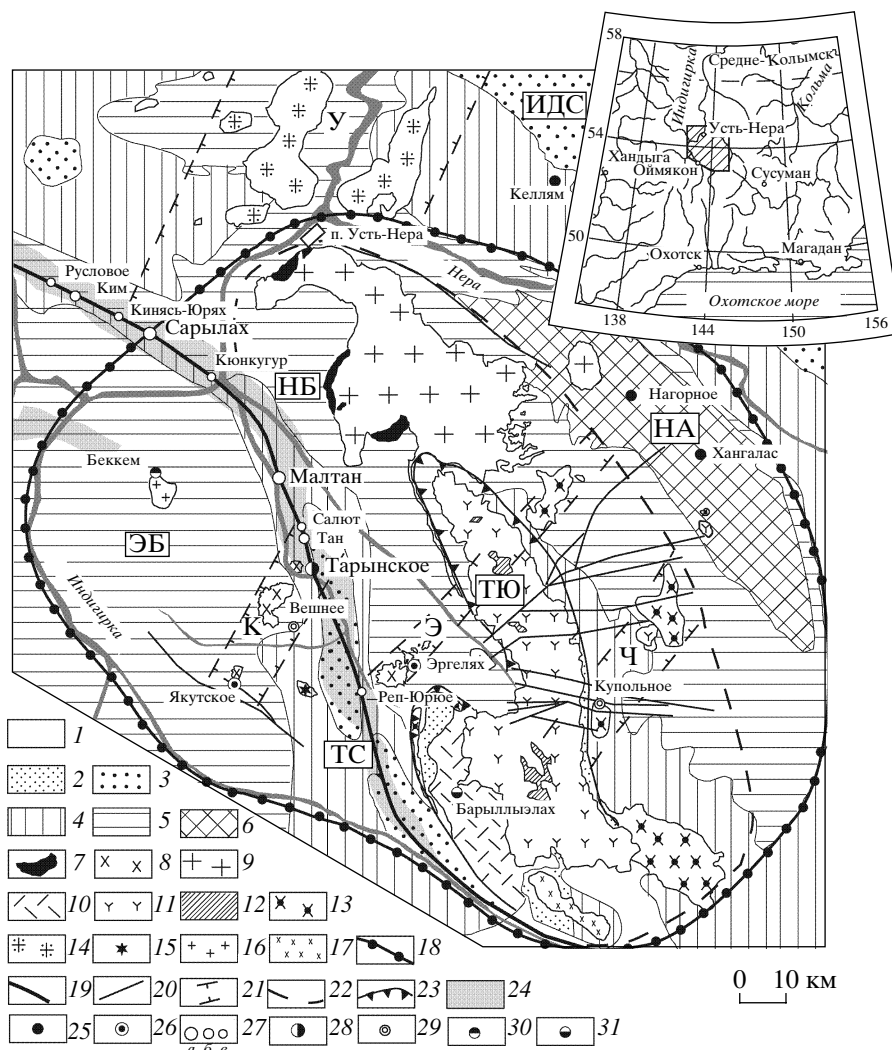 58
Средне-Колымск
Индигирка
Колыма
ИДС
У
54
Усть-Нера
Хандыга
Оймякон
Сусуман
Келлям
50
Охотск
Магадан
п. Усть-Нера
Охотское море
Нера
138
144
150
156
Русловое
Ким
Кинясь-Юрях
Сарылах
Кюнкугур
НБ
Нагорное
НА
Хангалас
Беккем
Малтан
Салют
Тан
ЭБ
Тарынское
ТЮ
Индигирка
Вешнее
К
Э
Ч
Эргелях
Якутское
Реп-Юрюе
Купольное
ТС
Барыллыэлах
1
2
3
4
5
6
7
8
9
10
11
12
13
14
15
16
17
18
19
20
21
22
23
24
0 10 км
25
26
27
28
29
30
31
а б в